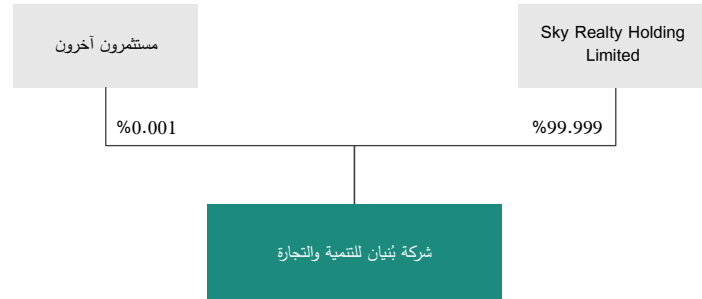 مستثمرون آخرون
Sky Realty Holding
Limited
%0.001
%99.999
شركة بُنيان للتنمية والتجارة